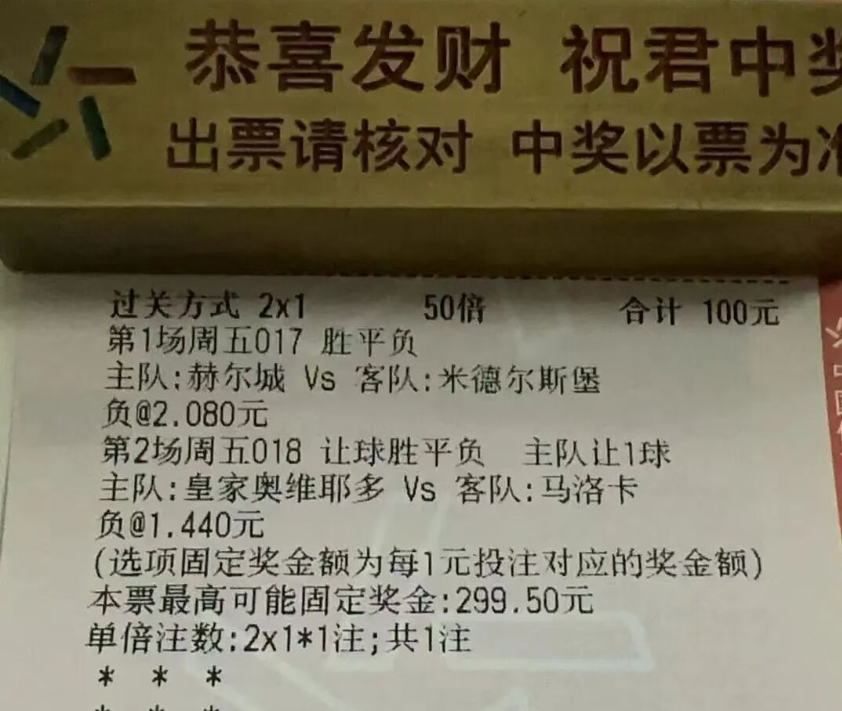 恭喜发财 祝君中奖
出票请核对 中奖以票为准
过关方式 2x1 50倍 合计 100元
第1场周五017 胜平负
主队:赫尔城 Vs 客队:米德尔斯堡
负@2.080元
第2场周五018 让球胜平负 主队让1球
主队:皇家奥维耶多 Vs 客队:马洛卡
负@1.440元
(选项固定奖金额为每1元投注对应的奖金额)
本票最高可能固定奖金:299.50元
单倍注数:2x1*1注;共1注
* * *
* * *